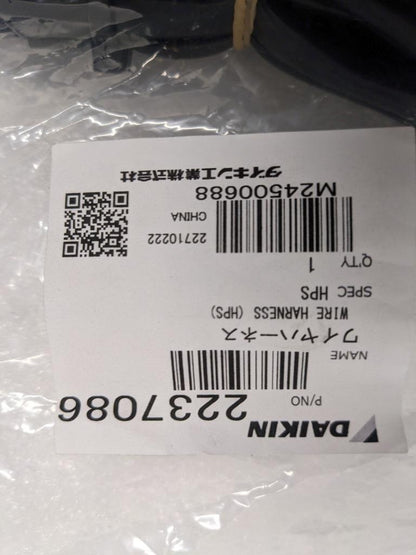 DAIKIN
P/NO 2237086
NAME
ワイヤハーネス
WIRE HARNESS (HPS)
SPEC HPS
Q'TY 1
22710222
CHINA
M24500688
ダイキン工業株式会社